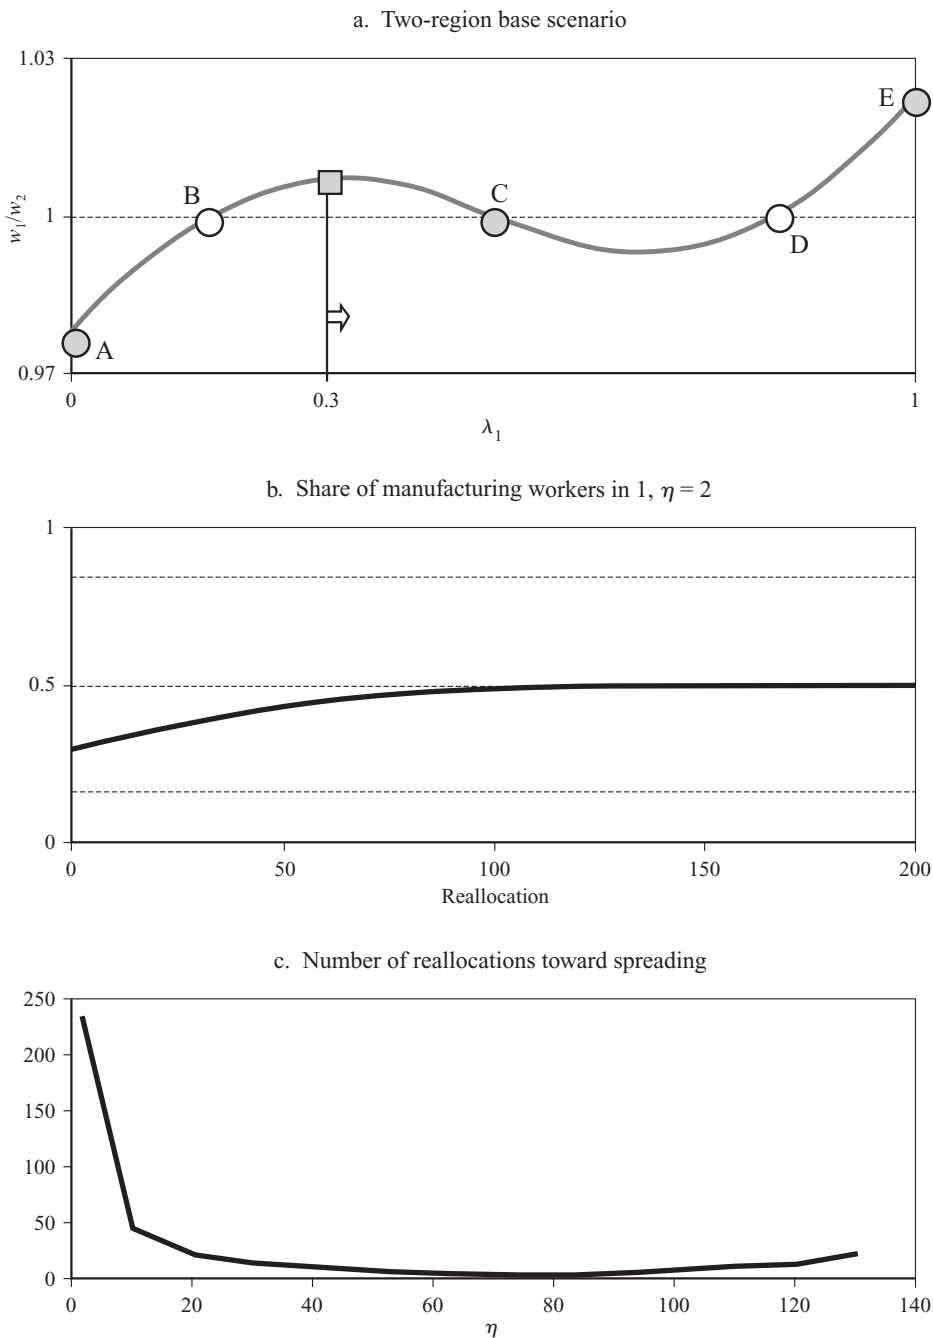 a. Two-region base scenario
1.03
E
B
C
w1/w2
1
D
A
0.97
0
0.3
1
λ1
b. Share of manufacturing workers in 1, η = 2
1
0.5
0
0
50
100
150
200
Reallocation
c. Number of reallocations toward spreading
250
200
150
100
50
0
0
20
40
60
80
100
120
140
η